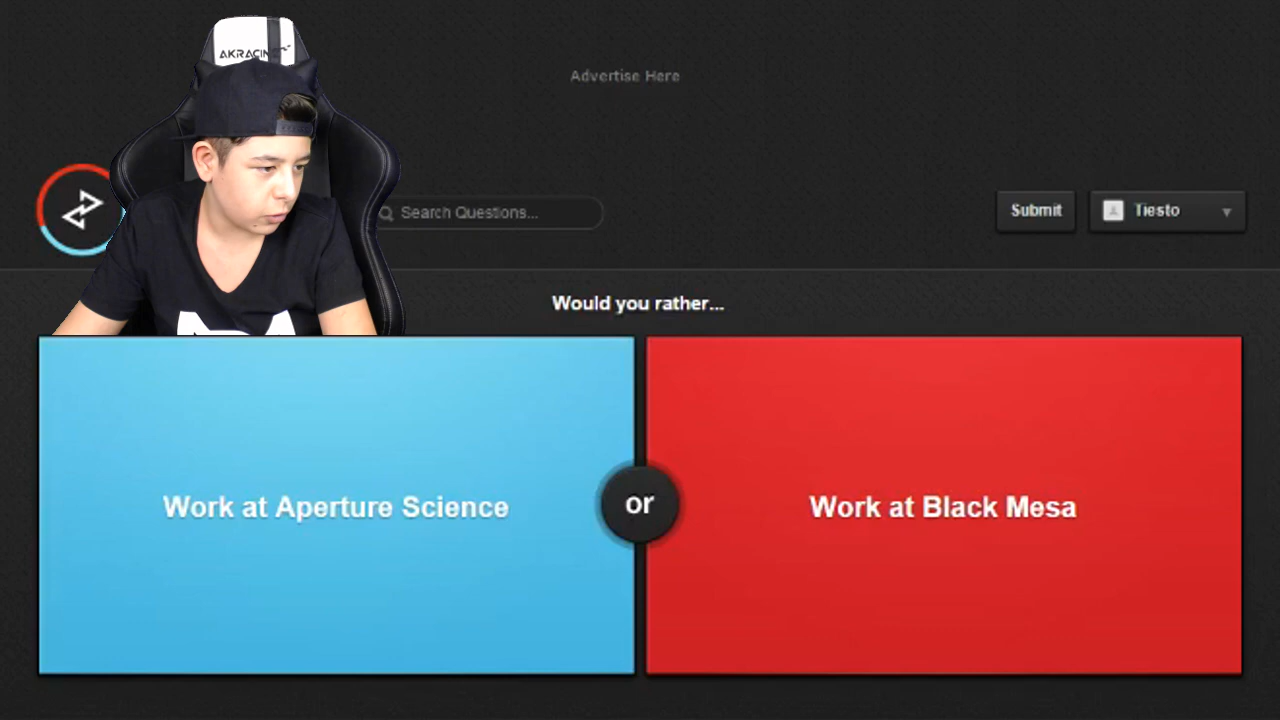 AKRACING
Advertise Here
Search Questions...
Submit
Tiesto
Would you rather...
Work at Aperture Science
or
Work at Black Mesa